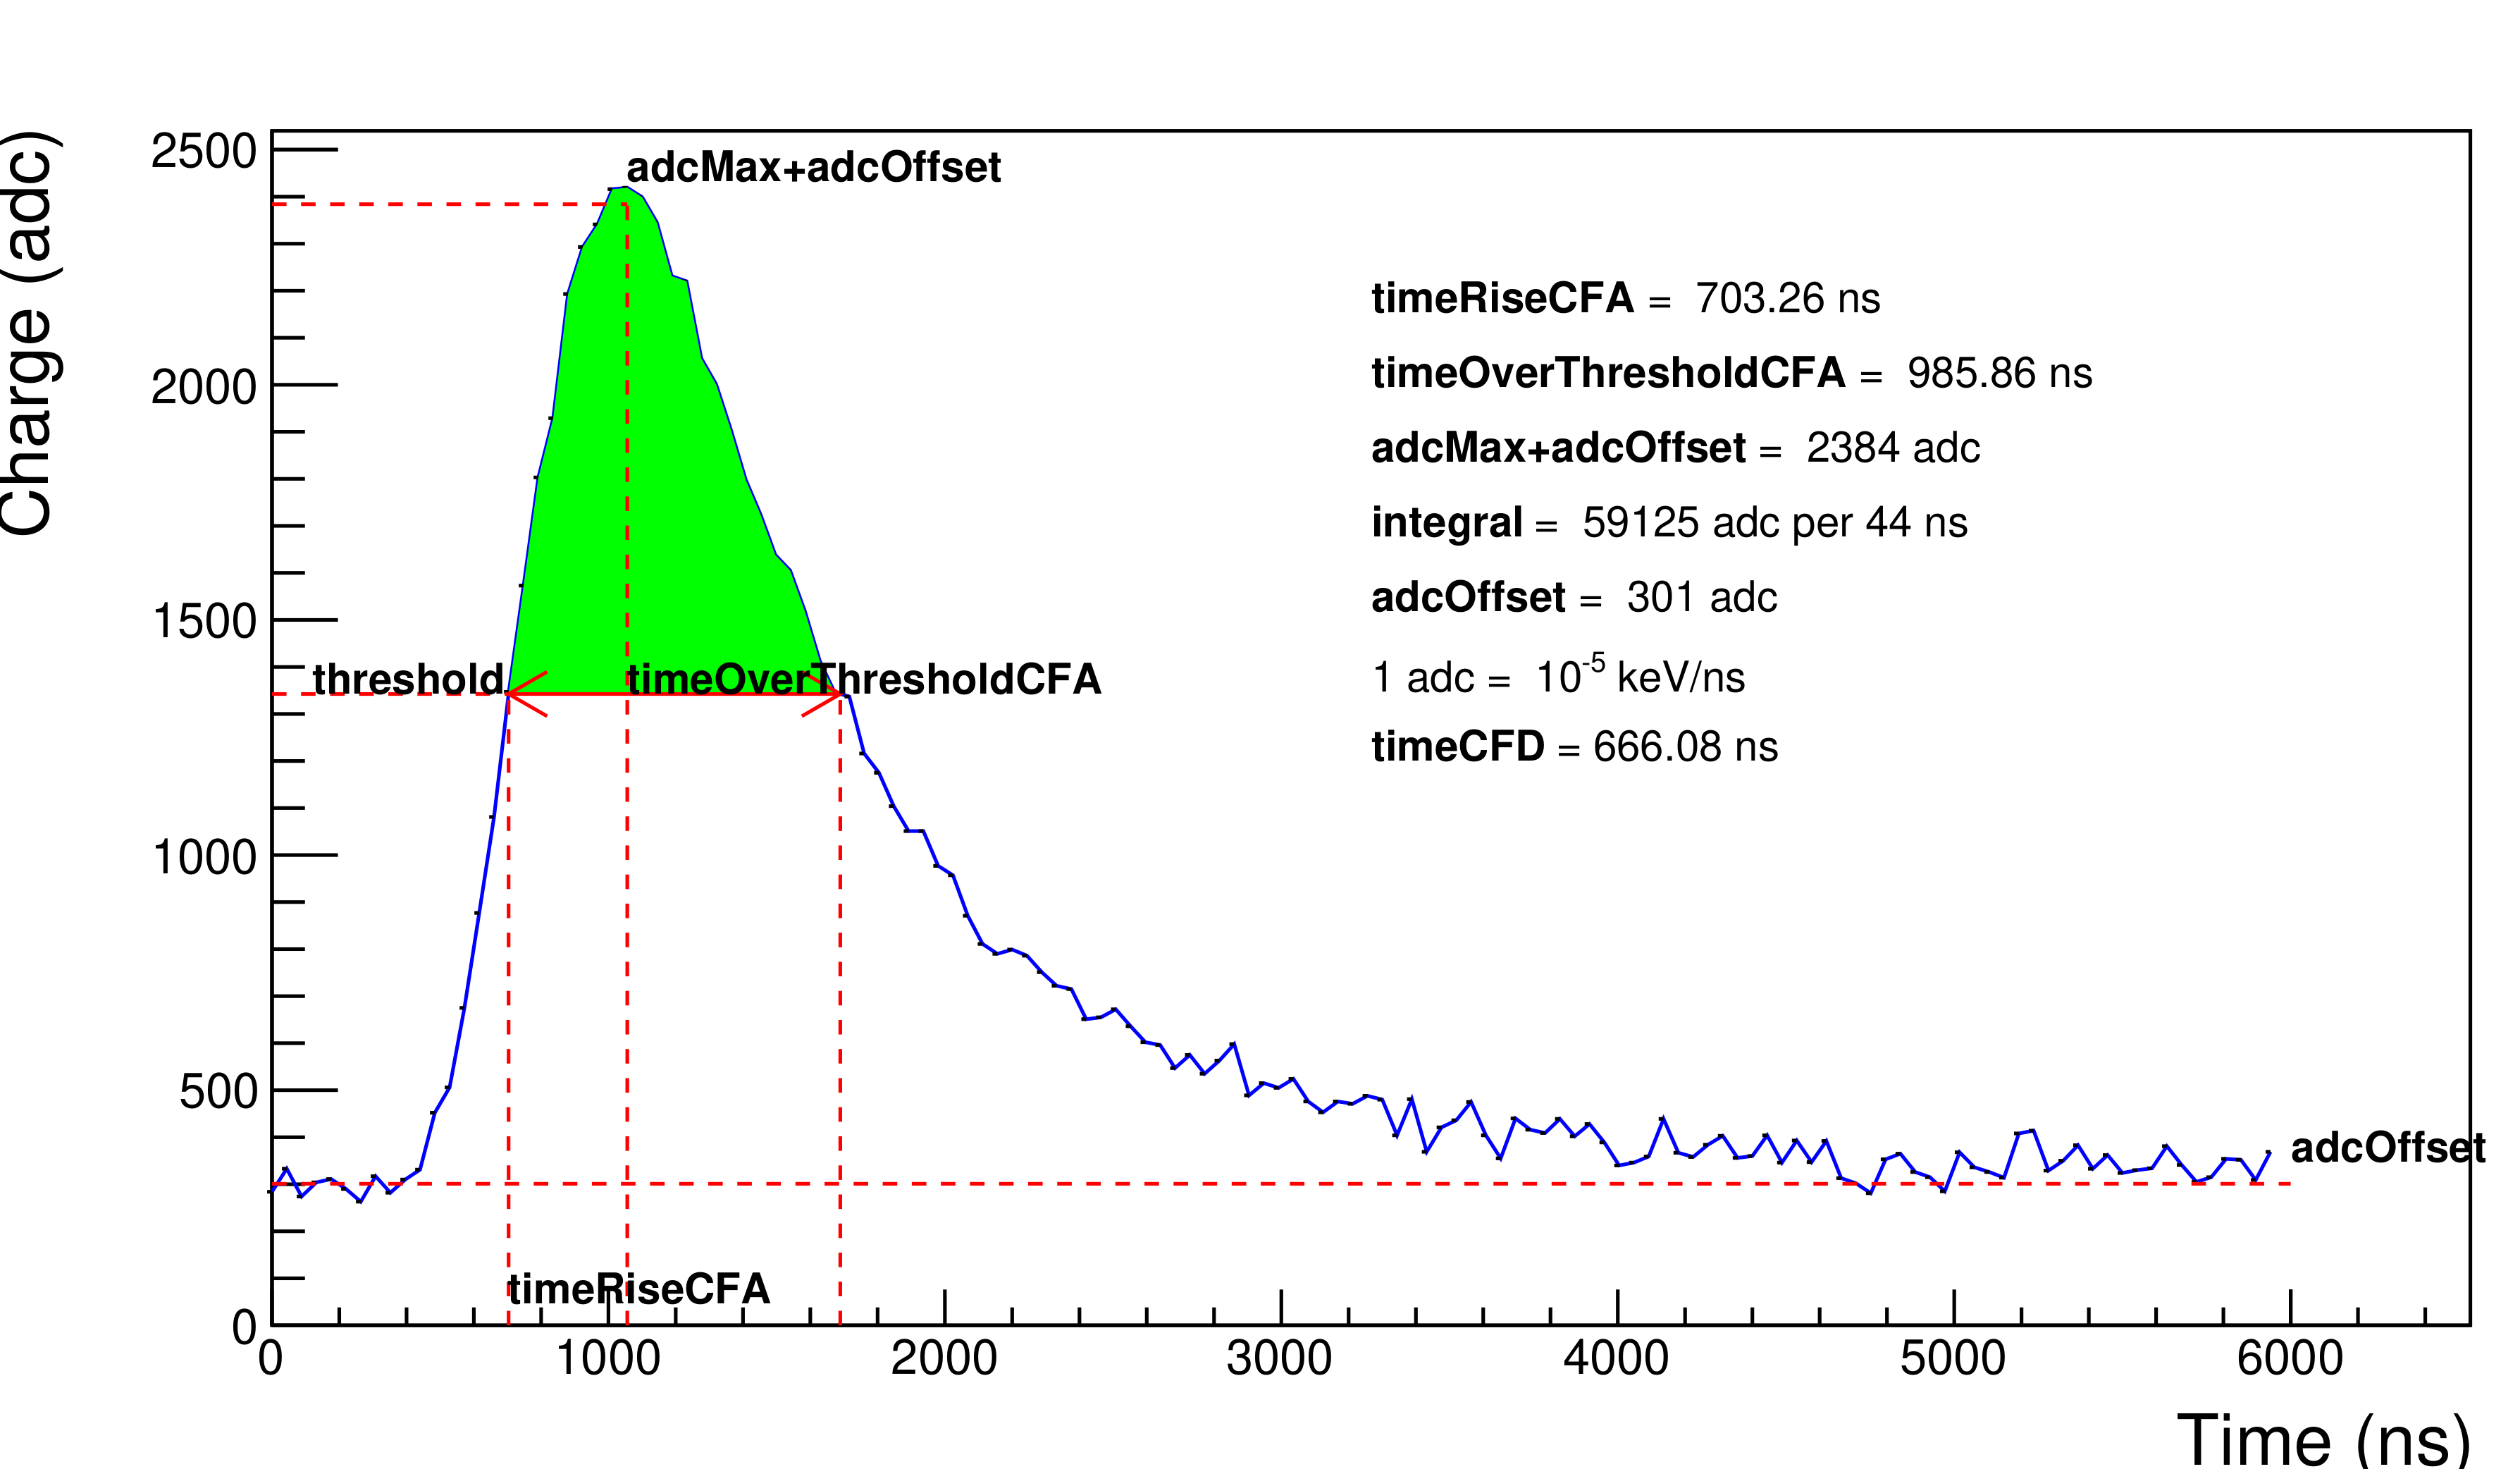 Charge (adc)
2500
2000
1500
1000
500
0
adcMax+adcOffset
timeRiseCFA = 703.26 ns
timeOverThresholdCFA = 985.86 ns
adcMax+adcOffset = 2384 adc
integral = 59125 adc per 44 ns
adcOffset = 301 adc
1 adc = 10^-5 keV/ns
timeCFD = 666.08 ns
threshold
timeOverThresholdCFA
adcOffset
timeRiseCFA
0 1000 2000 3000 4000 5000 6000
Time (ns)